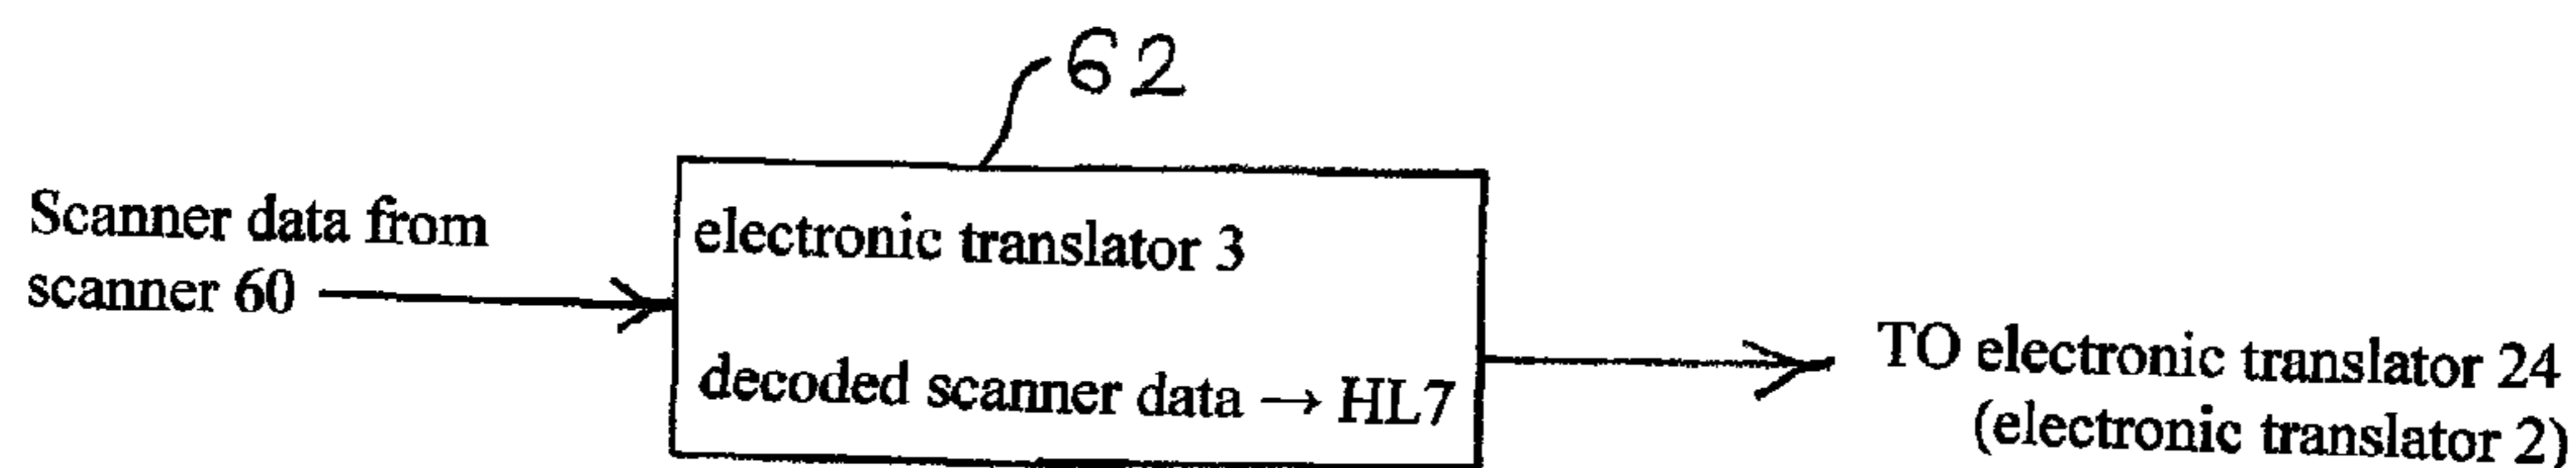 62
Scanner data from
scanner 60
electronic translator 3
decoded scanner data → HL7
TO electronic translator 24
(electronic translator 2)